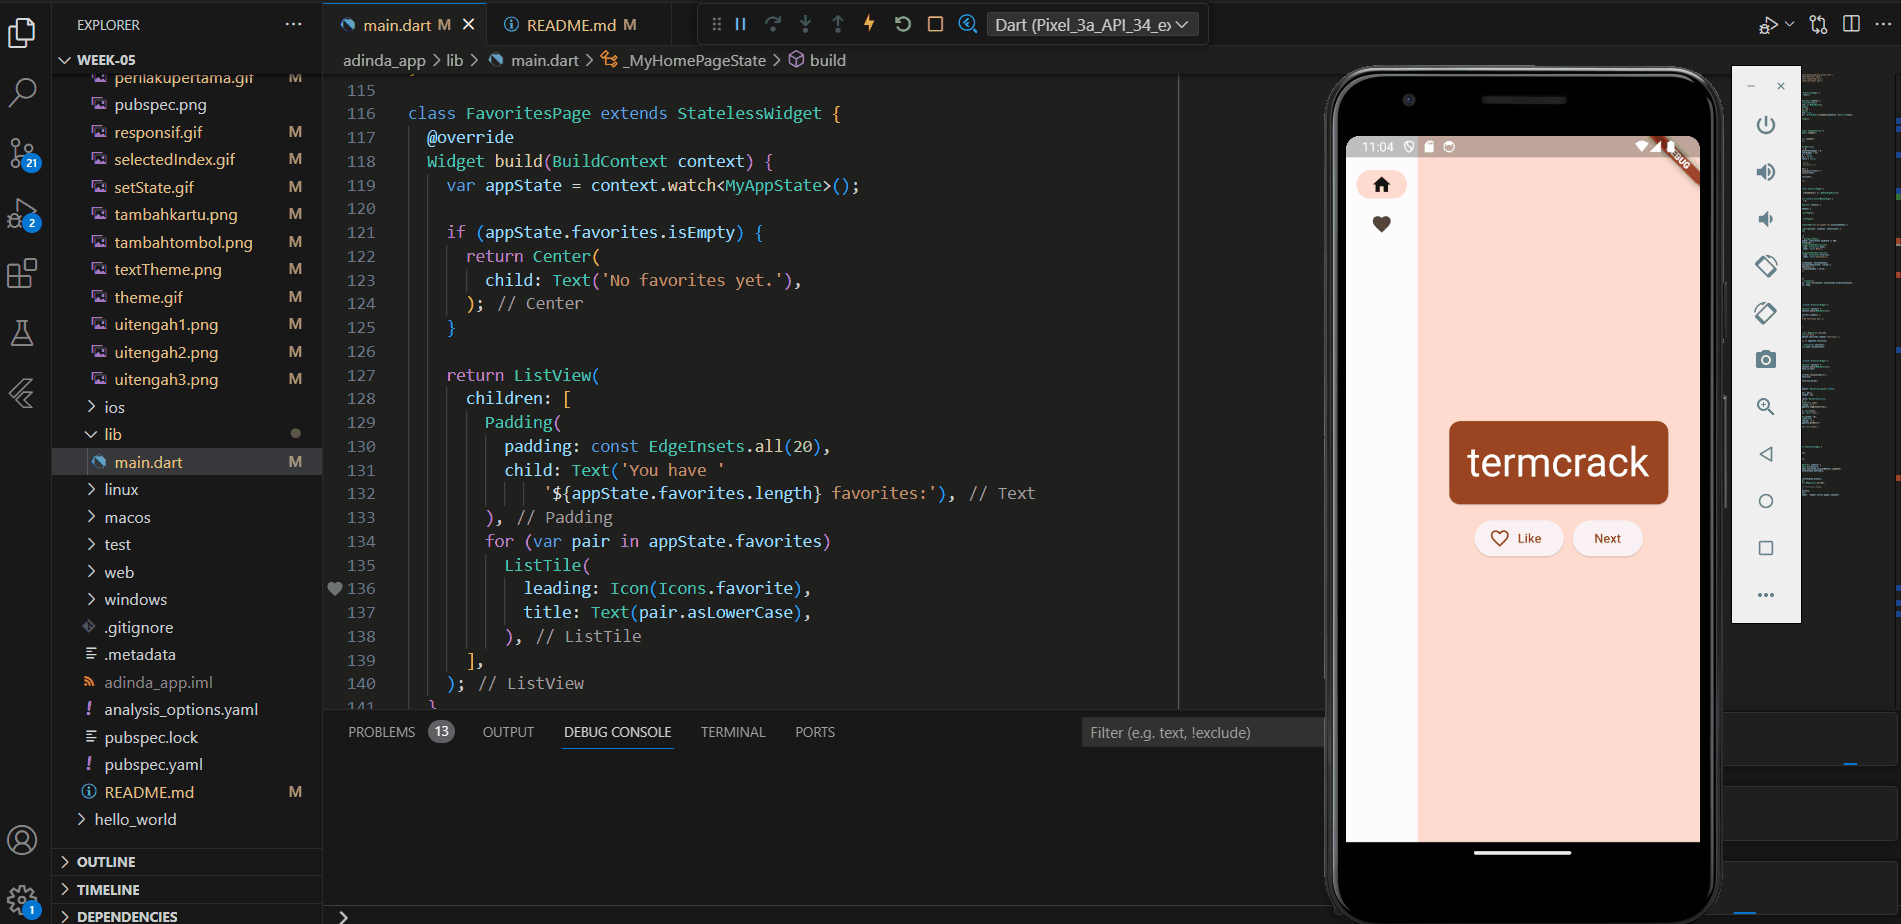 EXPLORER
main.dart M
README.md M
Dart (Pixel_3a_API_34_ex
adinda_app > lib > main.dart > _MyHomePageState > build
WEEK-05
perilakupertama.gif M
pubspec.png
responsif.gif M
selectedIndex.gif M
setState.gif M
tambahkartu.png M
tambahtombol.png M
textTheme.png M
theme.gif M
uitengah1.png M
uitengah2.png M
uitengah3.png M
ios
lib
main.dart M
linux
macos
test
web
windows
.gitignore
.metadata
adinda_app.iml
analysis_options.yaml
pubspec.lock
pubspec.yaml
README.md M
hello_world
OUTLINE
TIMELINE
DEPENDENCIES
21
2
1
115
116 class FavoritesPage extends StatelessWidget {
117 @override
118 Widget build(BuildContext context) {
119 var appState = context.watch<MyAppState>();
120
121 if (appState.favorites.isEmpty) {
122 return Center(
123 child: Text('No favorites yet.'),
124 ); // Center
125 }
126
127 return ListView(
128 children: [
129 Padding(
130 padding: const EdgeInsets.all(20),
131 child: Text('You have '
132 '${appState.favorites.length} favorites:'), // Text
133 ), // Padding
134 for (var pair in appState.favorites)
135 ListTile(
136 leading: Icon(Icons.favorite),
137 title: Text(pair.asLowerCase),
138 ), // ListTile
139 ],
140 ); // ListView
141 }
PROBLEMS 13 OUTPUT DEBUG CONSOLE TERMINAL PORTS
Filter (e.g. text, !exclude)
11:04
termcrack
Like
Next